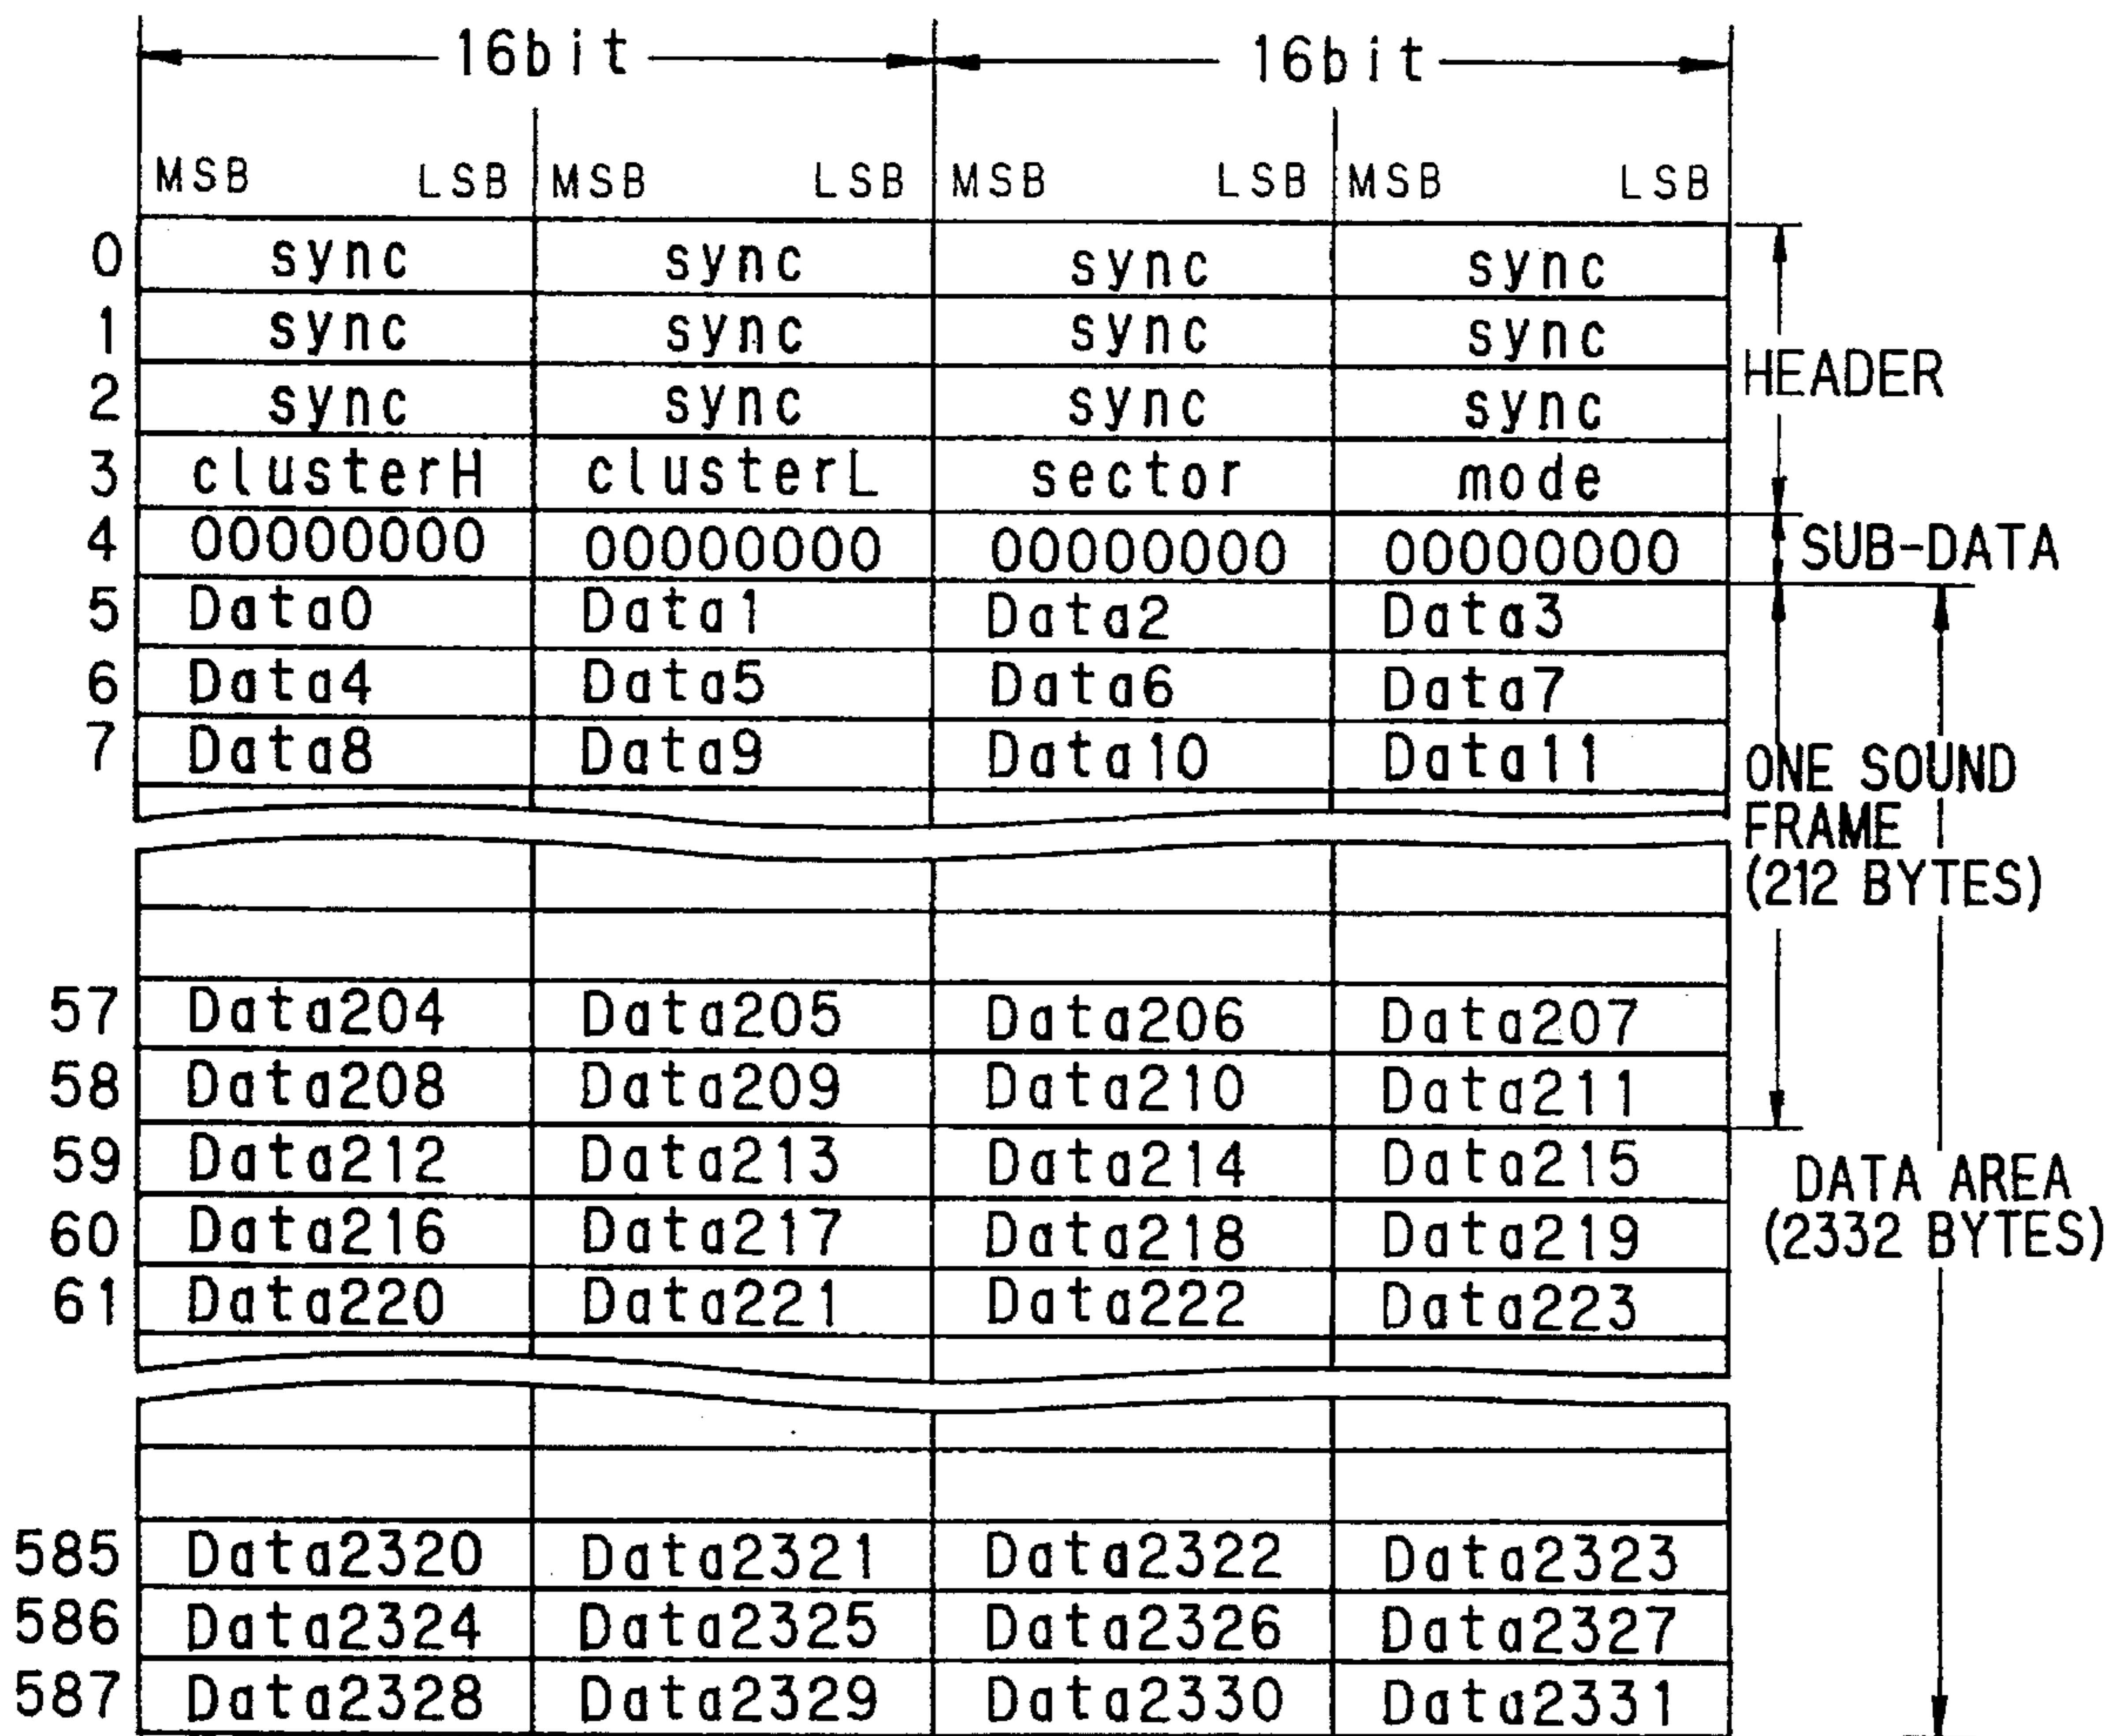 16bit 16bit
MSB LSB MSB LSB MSB LSB MSB LSB
0 sync sync sync sync
1 sync sync sync sync
2 sync sync sync sync
HEADER
3 clusterH clusterL sector mode
4 00000000 00000000 00000000 00000000 SUB-DATA
5 Data0 Data1 Data2 Data3
6 Data4 Data5 Data6 Data7
7 Data8 Data9 Data10 Data11
ONE SOUND
FRAME
(212 BYTES)
57 Data204 Data205 Data206 Data207
58 Data208 Data209 Data210 Data211
59 Data212 Data213 Data214 Data215
DATA AREA
(2332 BYTES)
60 Data216 Data217 Data218 Data219
61 Data220 Data221 Data222 Data223
585 Data2320 Data2321 Data2322 Data2323
586 Data2324 Data2325 Data2326 Data2327
587 Data2328 Data2329 Data2330 Data2331